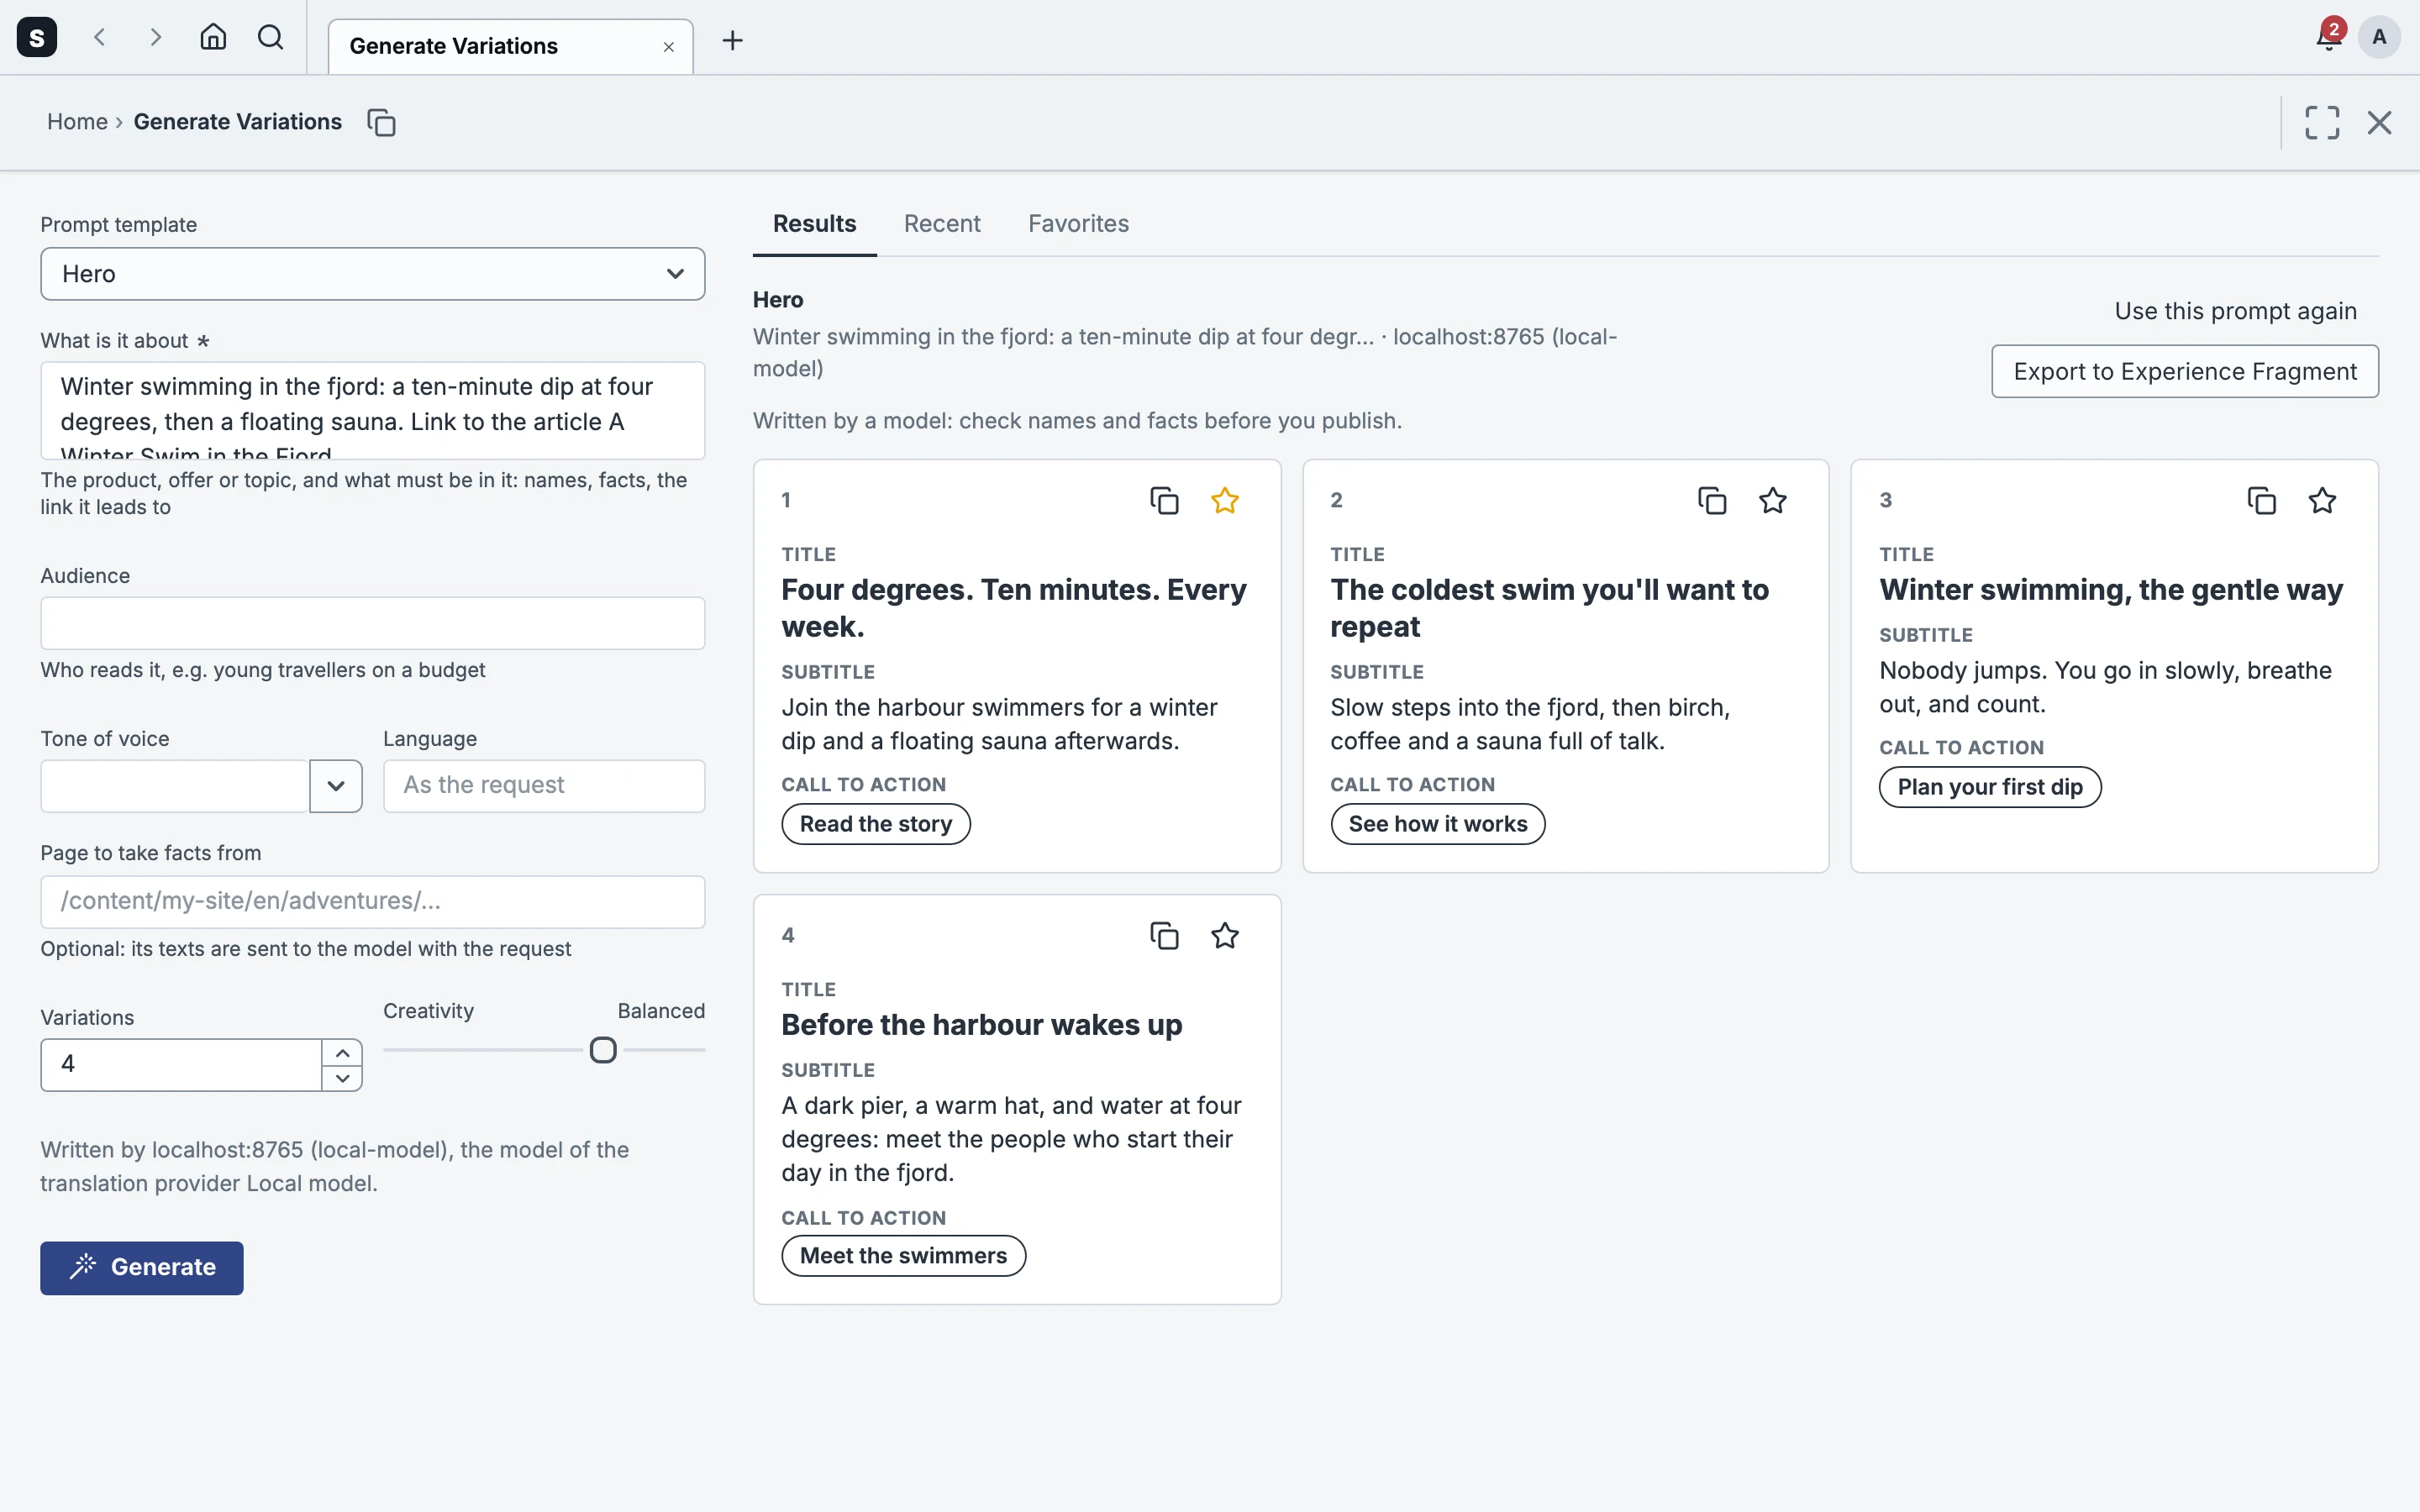 S
Generate Variations
2
A
Home › Generate Variations
Prompt template
Hero
What is it about *
Winter swimming in the fjord: a ten-minute dip at four
degrees, then a floating sauna. Link to the article A
Winter Swim in the Fjord
The product, offer or topic, and what must be in it: names, facts, the
link it leads to
Audience
Who reads it, e.g. young travellers on a budget
Tone of voice
Language
As the request
Page to take facts from
/content/my-site/en/adventures/...
Optional: its texts are sent to the model with the request
Variations
4
Creativity
Balanced
Written by localhost:8765 (local-model), the model of the
translation provider Local model.
Generate
Results
Recent
Favorites
Hero
Winter swimming in the fjord: a ten-minute dip at four degr... · localhost:8765 (local-
model)
Written by a model: check names and facts before you publish.
Use this prompt again
Export to Experience Fragment
1
TITLE
Four degrees. Ten minutes. Every
week.
SUBTITLE
Join the harbour swimmers for a winter
dip and a floating sauna afterwards.
CALL TO ACTION
Read the story
2
TITLE
The coldest swim you'll want to
repeat
SUBTITLE
Slow steps into the fjord, then birch,
coffee and a sauna full of talk.
CALL TO ACTION
See how it works
3
TITLE
Winter swimming, the gentle way
SUBTITLE
Nobody jumps. You go in slowly, breathe
out, and count.
CALL TO ACTION
Plan your first dip
4
TITLE
Before the harbour wakes up
SUBTITLE
A dark pier, a warm hat, and water at four
degrees: meet the people who start their
day in the fjord.
CALL TO ACTION
Meet the swimmers